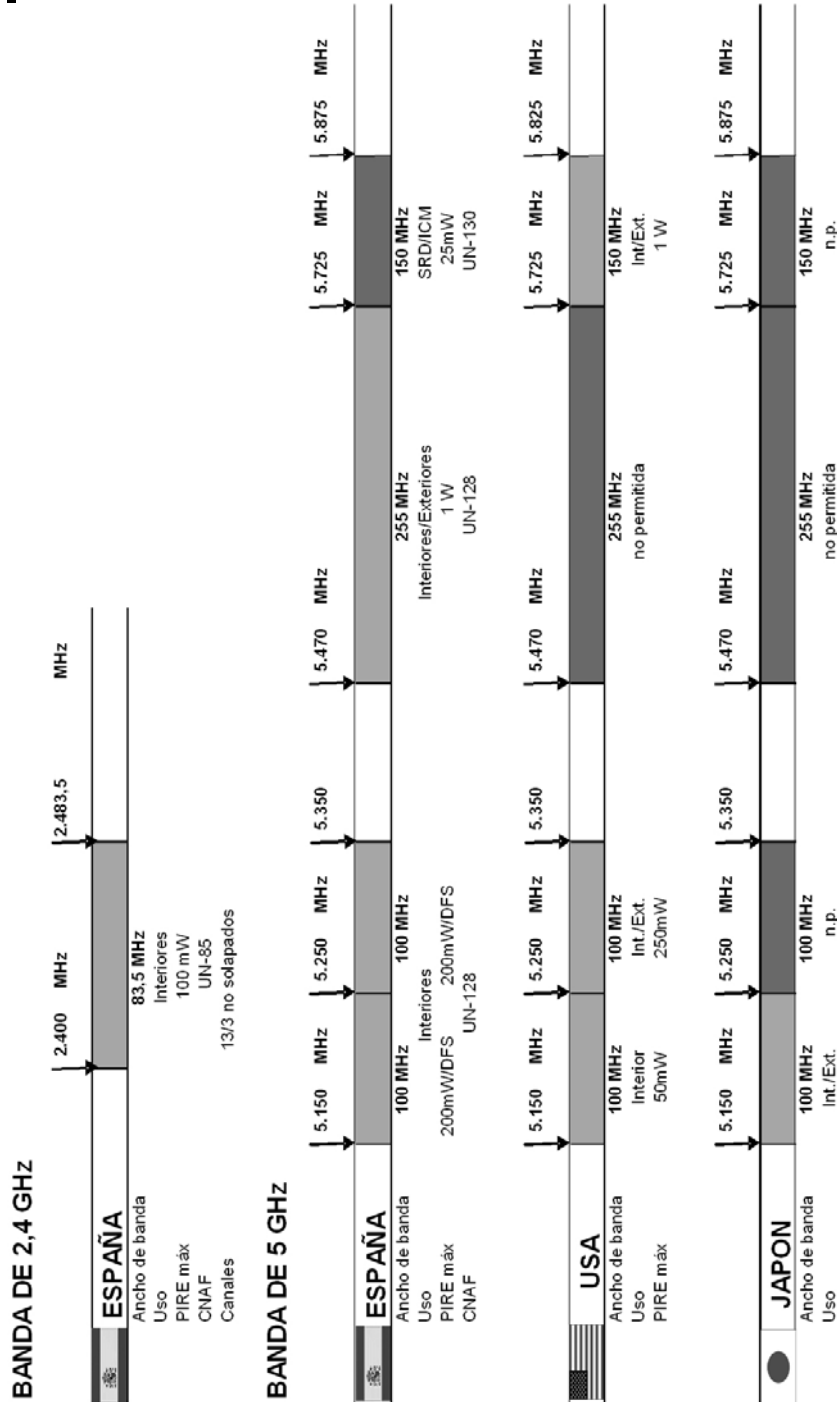 BANDA DE 2,4 GHz
2.400 MHz 2.483,5 MHz
ESPAÑA
Ancho de banda 83,5 MHz
Uso Interiores
PIRE máx 100 mW
CNAF UN-85
Canales 13/3 no solapados
BANDA DE 5 GHz
5.150 MHz 5.250 MHz 5.350 5.470 MHz 5.725 MHz 5.875 MHz
ESPAÑA
Ancho de banda 100 MHz 100 MHz 255 MHz 150 MHz
Uso Interiores Interiores/Exteriores SRD/ICM
PIRE máx 200mW/DFS 200mW/DFS 1 W 25mW
CNAF UN-128 UN-128 UN-130
5.150 MHz 5.250 MHz 5.350 5.470 MHz 5.725 MHz 5.825 MHz
USA
Ancho de banda 100 MHz 100 MHz 255 MHz 150 MHz
Uso Interior Int./Ext. no permitida Int/Ext.
PIRE máx 50mW 250mW 1 W
5.150 MHz 5.250 MHz 5.350 5.470 MHz 5.725 MHz 5.875 MHz
JAPON
Ancho de banda 100 MHz 100 MHz 255 MHz 150 MHz
Uso Int./Ext. n.p. no permitida n.p.